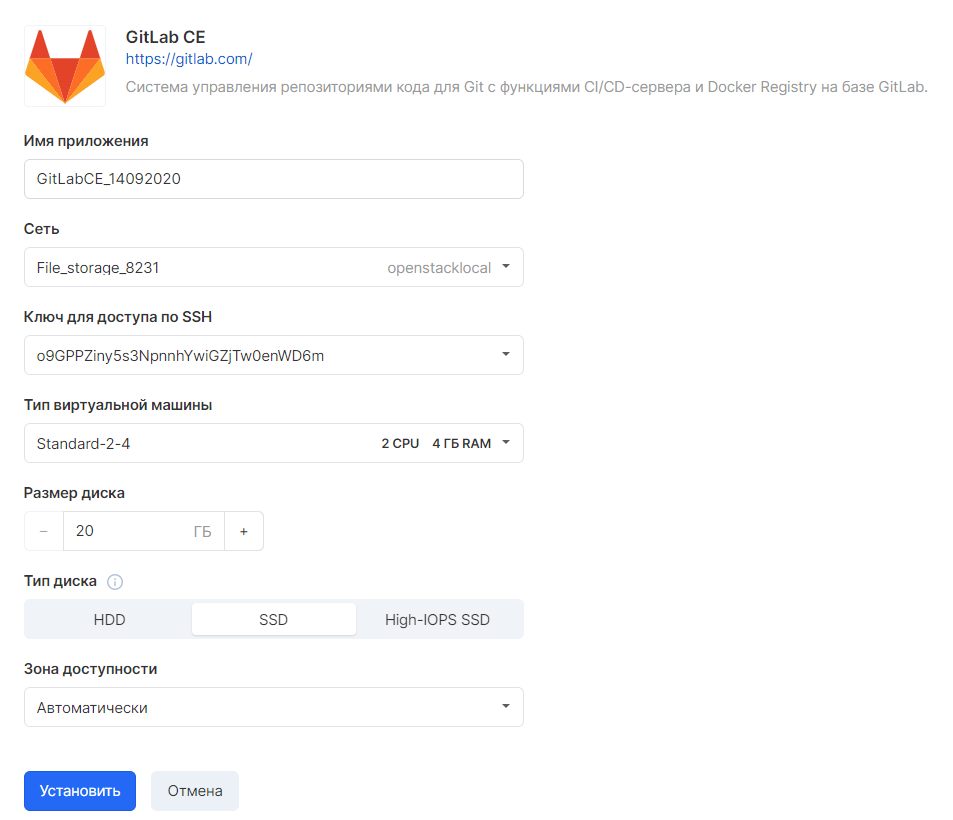 GitLab CE
https://gitlab.com/
Система управления репозиториями кода для Git с функциями CI/CD-сервера и Docker Registry на базе GitLab.
Имя приложения
GitLabCE_14092020
Сеть
File_storage_8231 openstacklocal
Ключ для доступа по SSH
o9GPPZiny5s3NpnnhYwiGZjTw0enWD6m
Тип виртуальной машины
Standard-2-4 2 CPU 4 ГБ RAM
Размер диска
− 20 ГБ +
Тип диска
HDD SSD High-IOPS SSD
Зона доступности
Автоматически
Установить Отмена